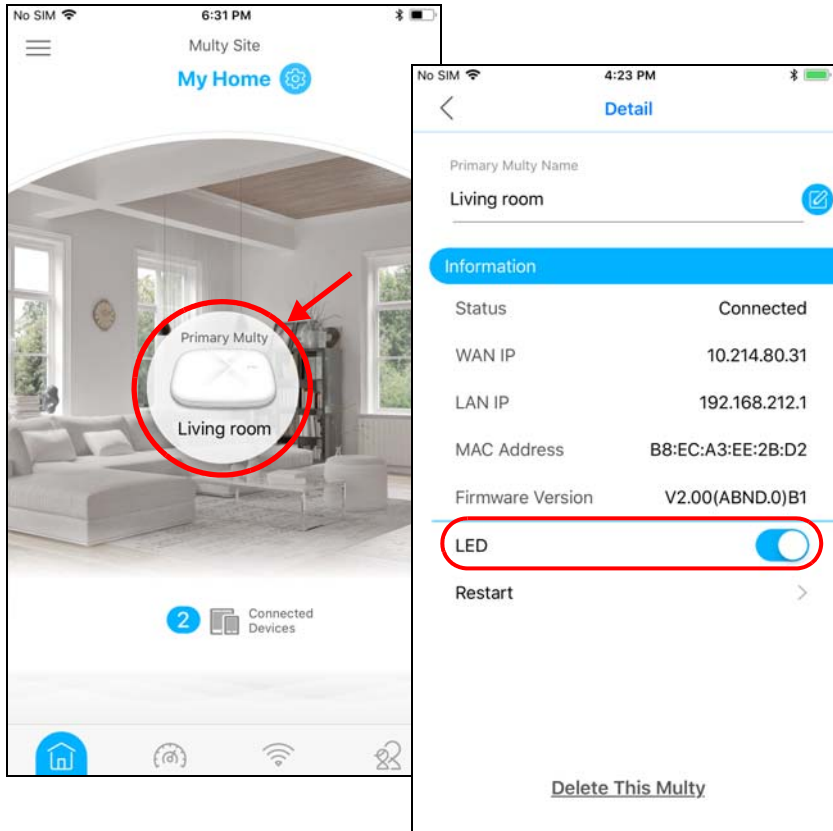 No SIM 6:31 PM
Multy Site
My Home
Primary Multy
Living room
2 Connected
Devices
No SIM 4:23 PM
Detail
Primary Multy Name
Living room
Information
Status Connected
WAN IP 10.214.80.31
LAN IP 192.168.212.1
MAC Address B8:EC:A3:EE:2B:D2
Firmware Version V2.00(ABND.0)B1
LED
Restart
Delete This Multy